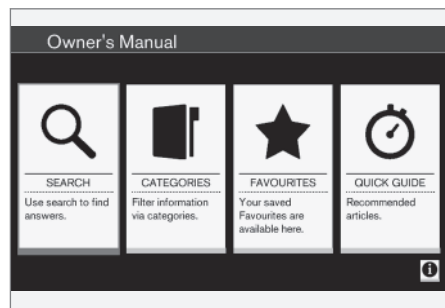 Owner's Manual
SEARCH
Use search to find
answers.
CATEGORIES
Filter information
via categories.
FAVOURITES
Your saved
Favourites are
available here.
QUICK GUIDE
Recommended
articles.
i